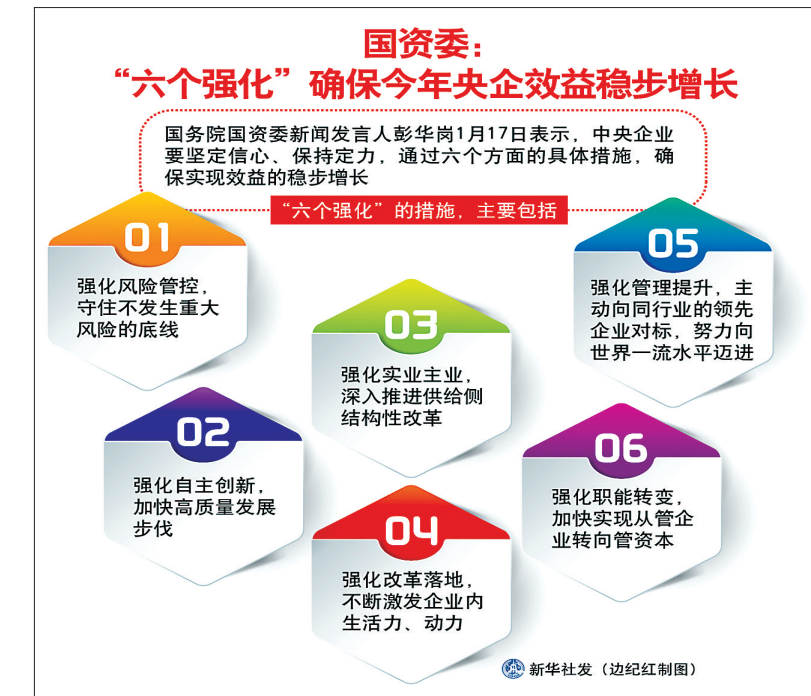 国资委：
“六个强化”确保今年央企效益稳步增长
国务院国资委新闻发言人彭华岗1月17日表示，中央企业
要坚定信心、保持定力，通过六个方面的具体措施，确
保实现效益的稳步增长
“六个强化”的措施，主要包括
01
强化风险管控，
守住不发生重大
风险的底线
02
强化自主创新，
加快高质量发展
步伐
03
强化实业主业，
深入推进供给侧
结构性改革
04
强化改革落地，
不断激发企业内
生活力、动力
05
强化管理提升，主
动向同行业的领先
企业对标，努力向
世界一流水平迈进
06
强化职能转变，
加快实现从管企
业转向管资本
新华社发（边纪红制图）